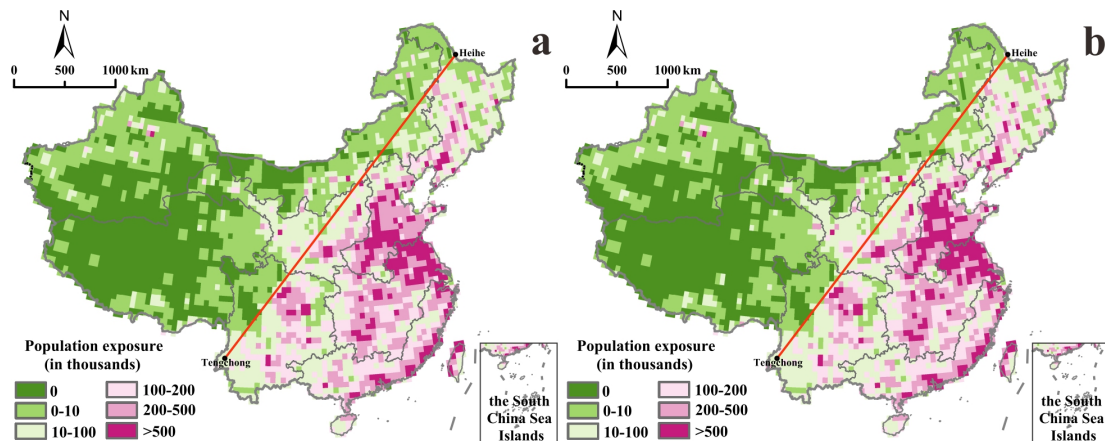 N
a
0 500 1000 km
Heihe
Tengchong
Population exposure
(in thousands)
0 100-200
0-10 200-500
10-100 >500
the South
China Sea
Islands
N
b
0 500 1000 km
Heihe
Tengchong
Population exposure
(in thousands)
0 100-200
0-10 200-500
10-100 >500
the South
China Sea
Islands